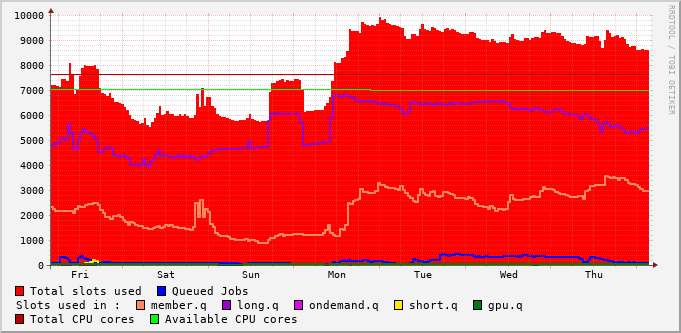 10000
9000
8000
7000
6000
5000
4000
3000
2000
1000
0
Fri Sat Sun Mon Tue Wed Thu
RRDTOOL / TOBI OETIKER
Total slots used Queued Jobs
Slots used in : member.q long.q ondemand.q short.q gpu.q
Total CPU cores Available CPU cores